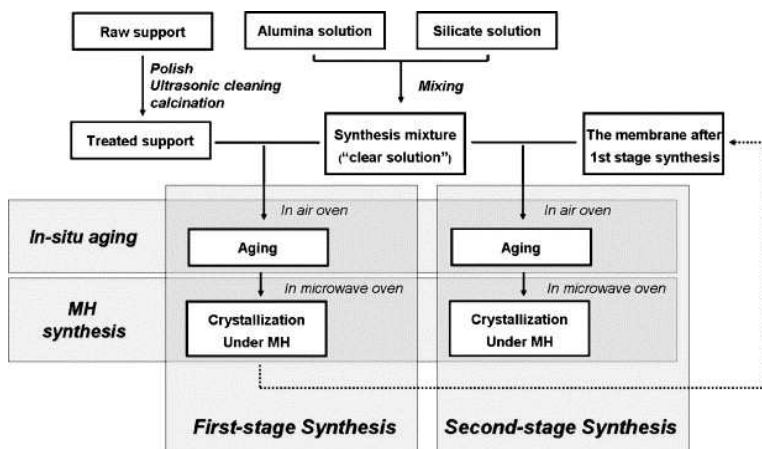 Raw support
Alumina solution
Silicate solution
Polish
Ultrasonic cleaning
calcination
Mixing
Treated support
Synthesis mixture
("clear solution")
The membrane after
1st stage synthesis
In air oven
In air oven
In-situ aging
Aging
Aging
In microwave oven
In microwave oven
MH
synthesis
Crystallization
Under MH
Crystallization
Under MH
First-stage Synthesis
Second-stage Synthesis